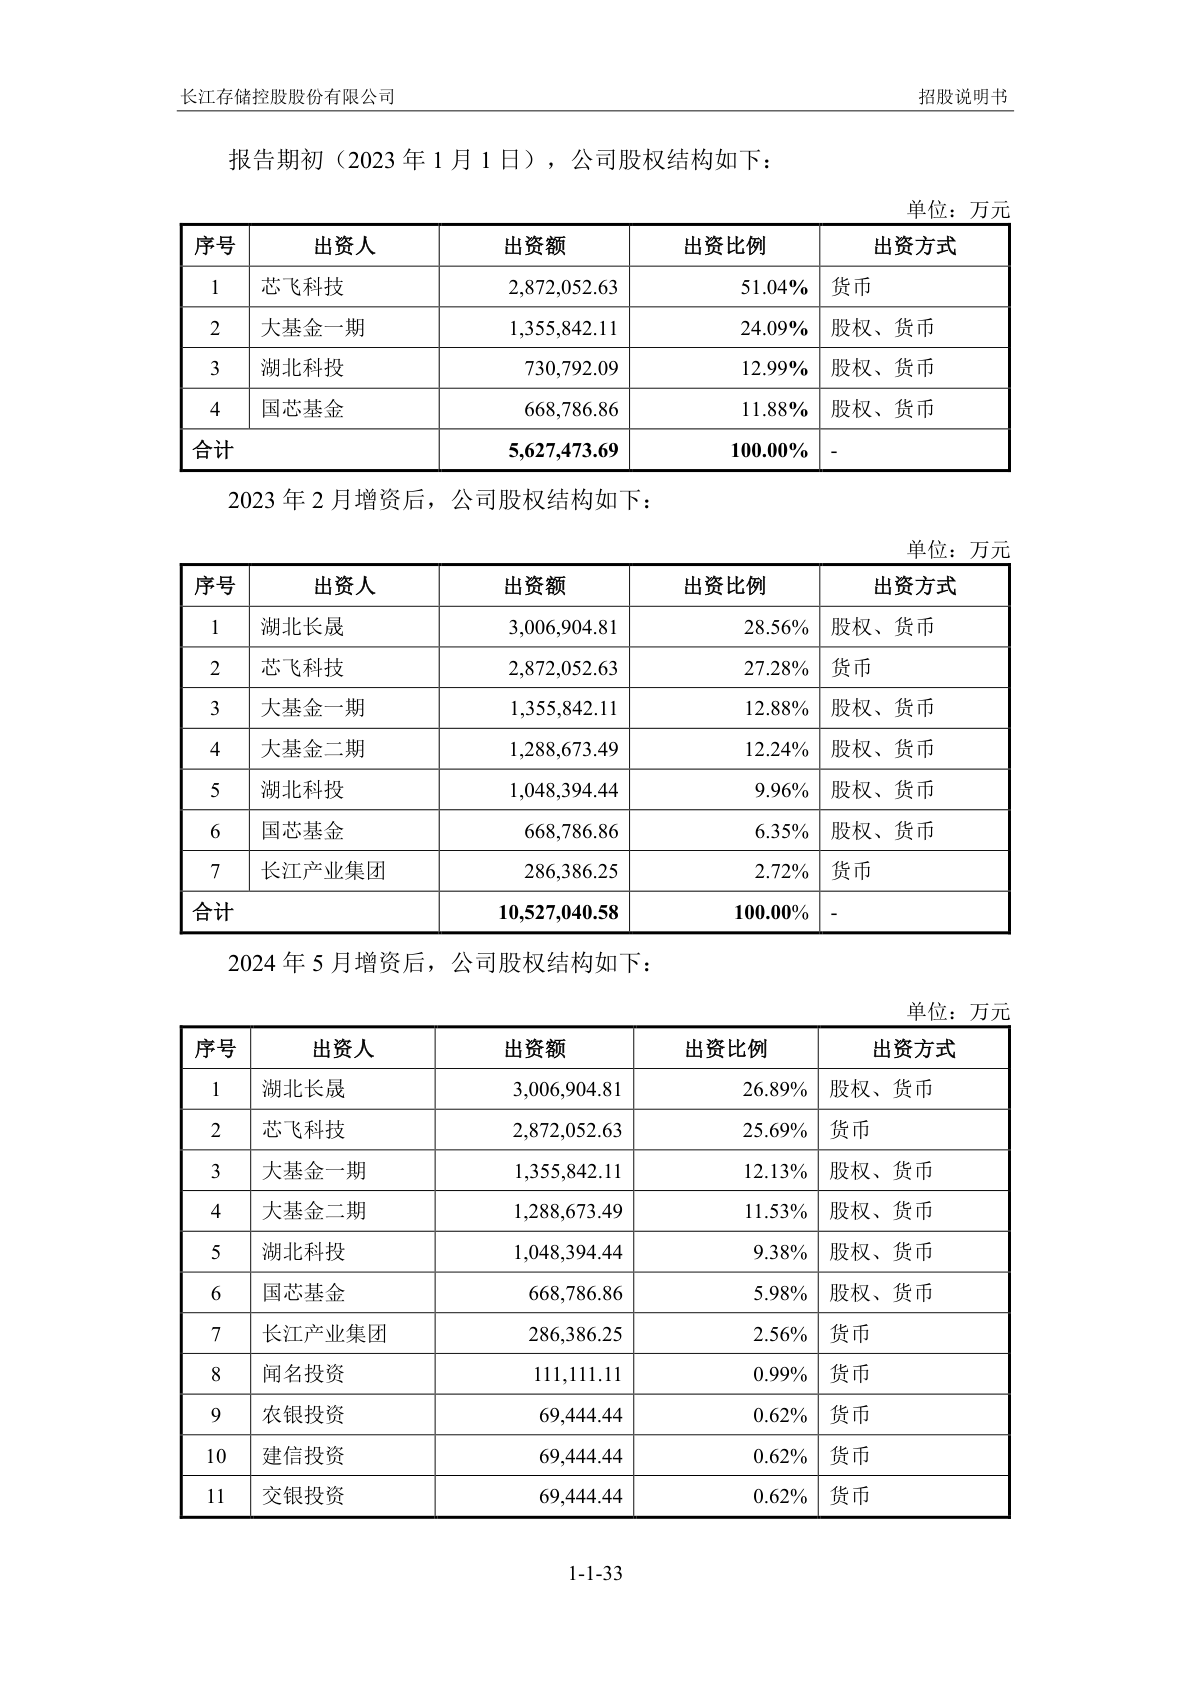 长江存储控股股份有限公司 招股说明书
报告期初（2023 年 1 月 1 日），公司股权结构如下：
单位：万元
序号 出资人 出资额 出资比例 出资方式
1 芯飞科技 2,872,052.63 51.04% 货币
2 大基金一期 1,355,842.11 24.09% 股权、货币
3 湖北科投 730,792.09 12.99% 股权、货币
4 国芯基金 668,786.86 11.88% 股权、货币
合计 5,627,473.69 100.00% -
2023 年 2 月增资后，公司股权结构如下：
单位：万元
序号 出资人 出资额 出资比例 出资方式
1 湖北长晟 3,006,904.81 28.56% 股权、货币
2 芯飞科技 2,872,052.63 27.28% 货币
3 大基金一期 1,355,842.11 12.88% 股权、货币
4 大基金二期 1,288,673.49 12.24% 股权、货币
5 湖北科投 1,048,394.44 9.96% 股权、货币
6 国芯基金 668,786.86 6.35% 股权、货币
7 长江产业集团 286,386.25 2.72% 货币
合计 10,527,040.58 100.00% -
2024 年 5 月增资后，公司股权结构如下：
单位：万元
序号 出资人 出资额 出资比例 出资方式
1 湖北长晟 3,006,904.81 26.89% 股权、货币
2 芯飞科技 2,872,052.63 25.69% 货币
3 大基金一期 1,355,842.11 12.13% 股权、货币
4 大基金二期 1,288,673.49 11.53% 股权、货币
5 湖北科投 1,048,394.44 9.38% 股权、货币
6 国芯基金 668,786.86 5.98% 股权、货币
7 长江产业集团 286,386.25 2.56% 货币
8 闻名投资 111,111.11 0.99% 货币
9 农银投资 69,444.44 0.62% 货币
10 建信投资 69,444.44 0.62% 货币
11 交银投资 69,444.44 0.62% 货币
1-1-33